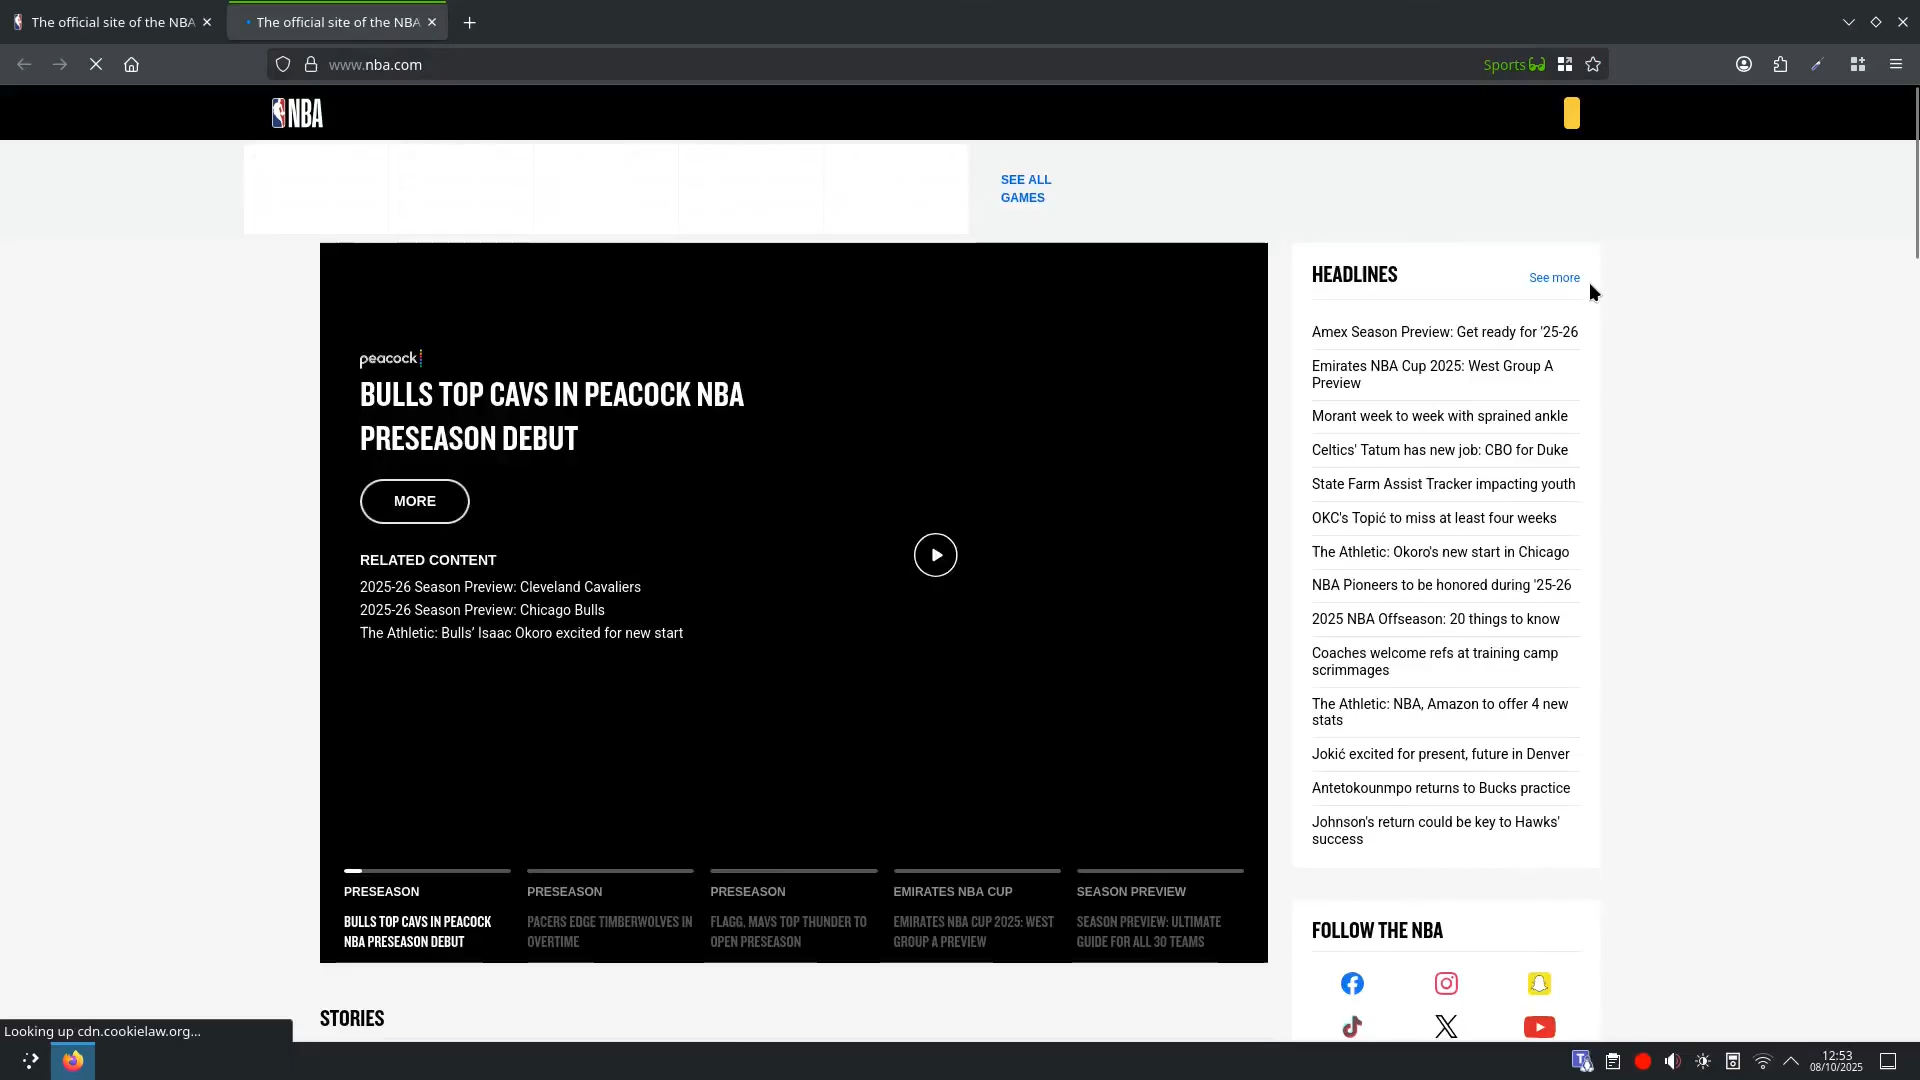 The official site of the NBA
The official site of the NBA
www.nba.com
Sports
NBA
SEE ALL
GAMES
peacock
BULLS TOP CAVS IN PEACOCK NBA
PRESEASON DEBUT
MORE
RELATED CONTENT
2025-26 Season Preview: Cleveland Cavaliers
2025-26 Season Preview: Chicago Bulls
The Athletic: Bulls’ Isaac Okoro excited for new start
PRESEASON
BULLS TOP CAVS IN PEACOCK
NBA PRESEASON DEBUT
PRESEASON
PACERS EDGE TIMBERWOLVES IN
OVERTIME
PRESEASON
FLAGG, MAVS TOP THUNDER TO
OPEN PRESEASON
EMIRATES NBA CUP
EMIRATES NBA CUP 2025: WEST
GROUP A PREVIEW
SEASON PREVIEW
SEASON PREVIEW: ULTIMATE
GUIDE FOR ALL 30 TEAMS
STORIES
HEADLINES
See more
Amex Season Preview: Get ready for '25-26
Emirates NBA Cup 2025: West Group A
Preview
Morant week to week with sprained ankle
Celtics' Tatum has new job: CBO for Duke
State Farm Assist Tracker impacting youth
OKC's Topić to miss at least four weeks
The Athletic: Okoro's new start in Chicago
NBA Pioneers to be honored during '25-26
2025 NBA Offseason: 20 things to know
Coaches welcome refs at training camp
scrimmages
The Athletic: NBA, Amazon to offer 4 new
stats
Jokić excited for present, future in Denver
Antetokounmpo returns to Bucks practice
Johnson's return could be key to Hawks'
success
FOLLOW THE NBA
Looking up cdn.cookielaw.org...
12:53
08/10/2025